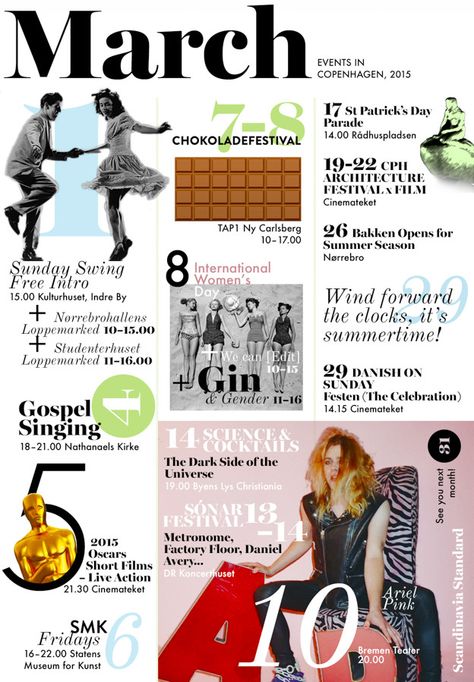 March
EVENTS IN
COPENHAGEN, 2015
1
Sunday Swing
Free Intro
15.00 Kulturhuset, Indre By
+ Nørrebrohallens
Loppemarked 10–15.00
+ Studenterhuset
Loppemarked 11–16.00
4
Gospel
Singing
18–21.00 Nathanaels Kirke
5
2015
Oscars
Short Films
– Live Action
21.30 Cinemateket
6
SMK
Fridays
16–22.00 Statens
Museum for Kunst
7–8
CHOKOLADEFESTIVAL
TAP1 Ny Carlsberg
10–17.00
8 International
Women's
Day
+ We can [Edit]
10–15
+ Gin
& Gender 11–16
14 SCIENCE &
COCKTAILS
The Dark Side of the
Universe
19.00 Byens Lys Christiania
SÓNAR 13
FESTIVAL –14
Metronome,
Factory Floor, Daniel
Avery...
DR Koncerthuset
10
Ariel
Pink
Bremen Teater
20.00
17 St Patrick's Day
Parade
14.00 Rådhuspladsen
19–22 CPH
ARCHITECTURE
FESTIVAL x FILM
Cinemateket
26 Bakken Opens for
Summer Season
Nørrebro
29
Wind forward
the clocks, it's
summertime!
29 DANISH ON
SUNDAY
Festen (The Celebration)
14.15 Cinemateket
31
See you next
month!
Scandinavia Standard